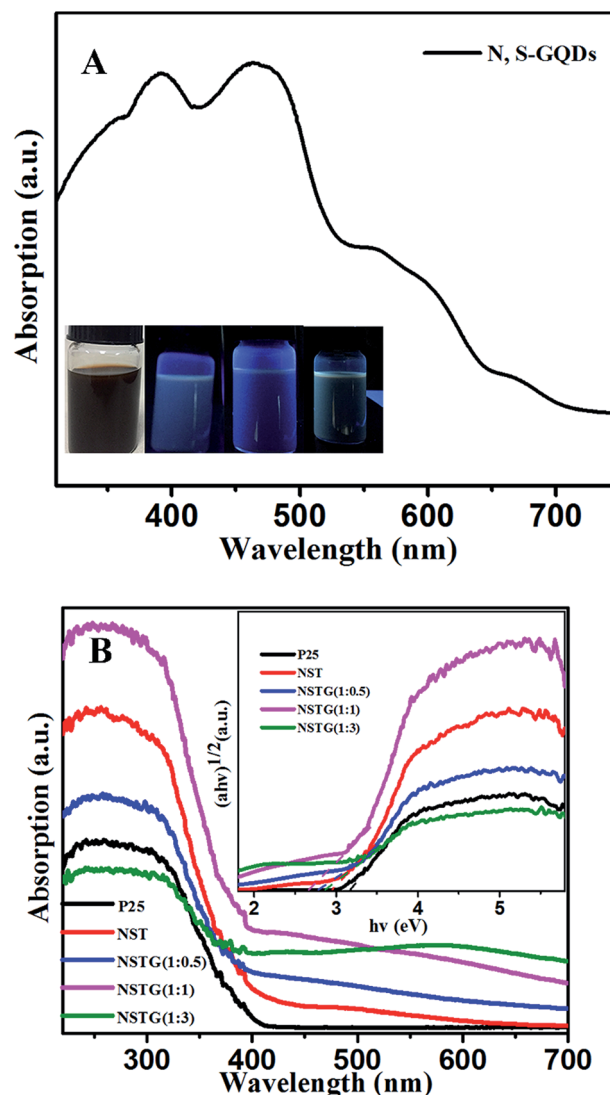 A
N, S-GQDs
Absorption (a.u.)
400 500 600 700
Wavelength (nm)
B
P25
NST
NSTG(1:0.5)
NSTG(1:1)
NSTG(1:3)
(ahv)1/2(a.u.)
2 3 4 5
hv (eV)
Absorption (a.u.)
P25
NST
NSTG(1:0.5)
NSTG(1:1)
NSTG(1:3)
300 400 500 600 700
Wavelength (nm)